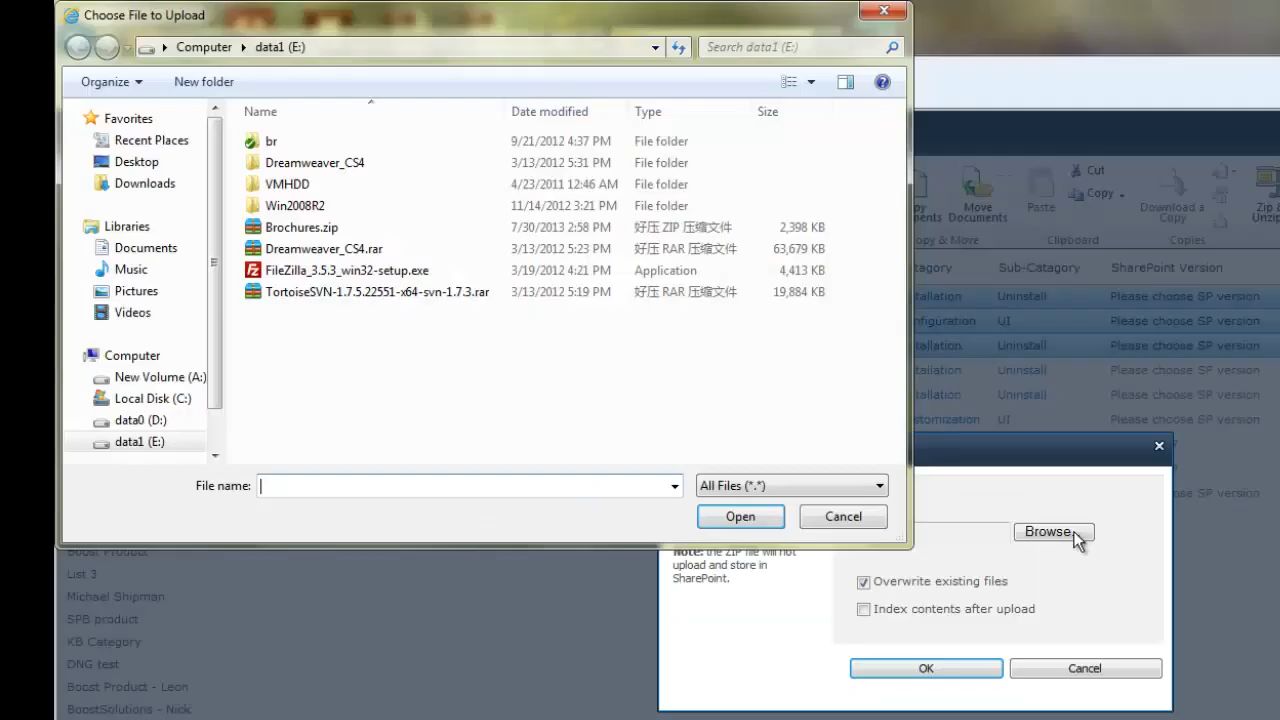 Choose File to Upload
Computer data1 (E:)
Search data1 (E:)
Organize New folder
Name Date modified Type Size
Favorites
Recent Places
Desktop
Downloads
Libraries
Documents
Music
Pictures
Videos
Computer
New Volume (A:)
Local Disk (C:)
data0 (D:)
data1 (E:)
br 9/21/2012 4:37 PM File folder
Dreamweaver_CS4 3/13/2012 5:31 PM File folder
VMHDD 4/23/2011 12:46 AM File folder
Win2008R2 11/14/2012 3:21 PM File folder
Brochures.zip 7/30/2013 2:58 PM 好压 ZIP 压缩文件 2,398 KB
Dreamweaver_CS4.rar 3/13/2012 5:23 PM 好压 RAR 压缩文件 63,679 KB
FileZilla_3.5.3_win32-setup.exe 3/19/2012 4:21 PM Application 4,413 KB
TortoiseSVN-1.7.5.22551-x64-svn-1.7.3.rar 3/13/2012 5:19 PM 好压 RAR 压缩文件 19,884 KB
File name: All Files (*.*)
Open Cancel
Move
Documents
Paste
Cut
Copy
Download a
Copy
Zip &
Clipboard Copies
Sub-Catagory SharePoint Version
Uninstall Please choose SP version
UI Please choose SP version
Uninstall Please choose SP version
Uninstall Please choose SP version
Uninstall Please choose SP version
UI Please choose SP version
Browse...
Note: the ZIP file will not
upload and store in
SharePoint.
Overwrite existing files
Index contents after upload
OK Cancel
Boost Product
List 3
Michael Shipman
SPB product
KB Category
DNG test
Boost Product - Leon
BoostSolutions - Nick